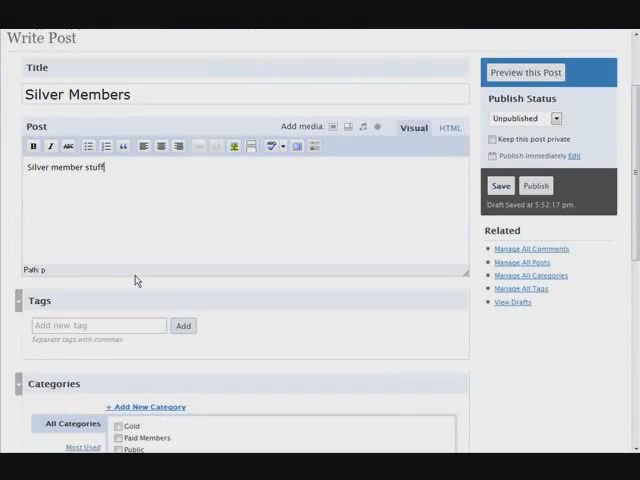 Write Post
Title
Silver Members
Post
Add media:
Visual
HTML
B I ABC
Silver member stuff
Path: p
Tags
Add new tag
Add
Separate tags with commas
Categories
+ Add New Category
All Categories
Most Used
Gold
Paid Members
Public
Preview this Post
Publish Status
Unpublished
Keep this post private
Publish immediately Edit
Save
Publish
Draft Saved at 5:52:17 pm.
Related
Manage All Comments
Manage All Posts
Manage All Categories
Manage All Tags
View Drafts